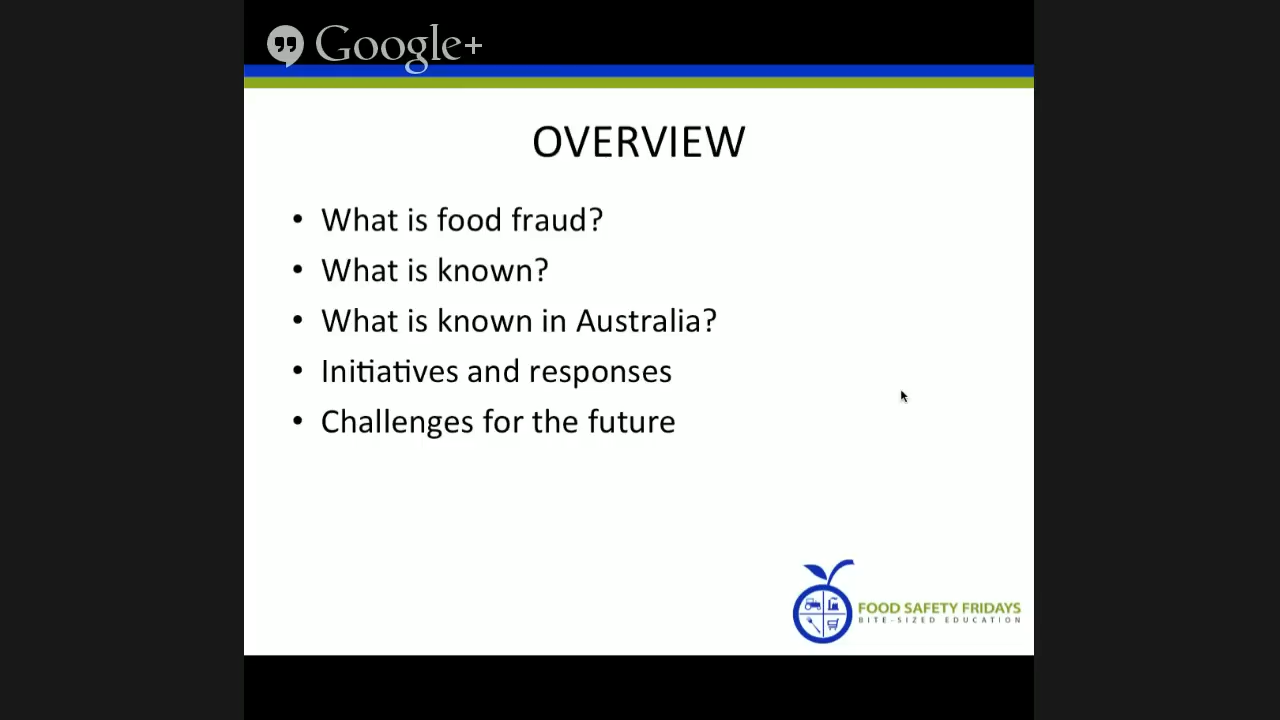 Google+
OVERVIEW
• What is food fraud?
• What is known?
• What is known in Australia?
• Initiatives and responses
• Challenges for the future
FOOD SAFETY FRIDAYS
BITE-SIZED EDUCATION